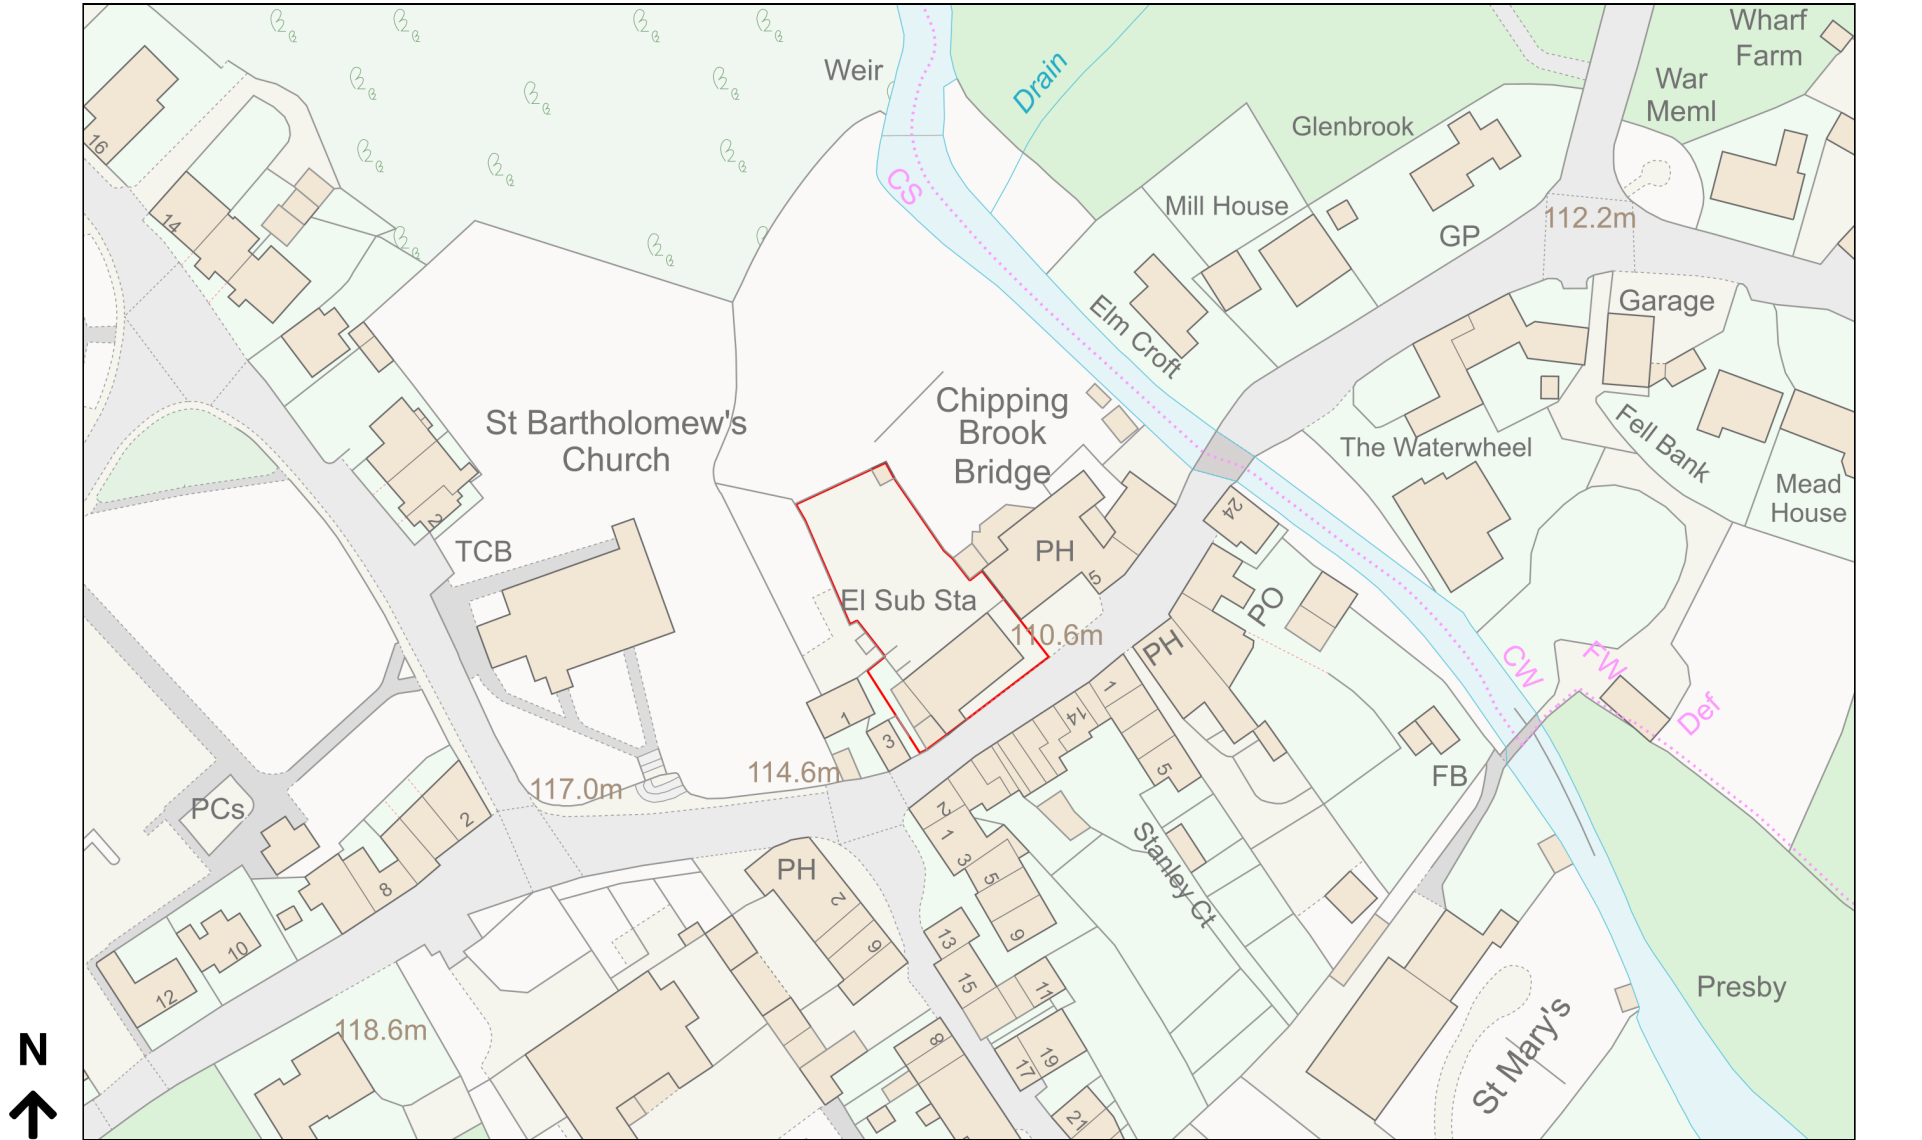 Wharf
Farm
Weir
Drain
War
Meml
16
Glenbrook
CS
Mill House
14
112.2m
GP
Garage
Elm Croft
Chipping
Brook
Bridge
St Bartholomew's
Church
The Waterwheel
Fell Bank
Mead
House
2
24
TCB
PH
5
El Sub Sta
PO
110.6m
PH
CW
FW
Def
1
1
14
3
5
114.6m
117.0m
FB
PCs
2
2
1
3
5
9
8
PH
2
9
Stanley Ct
13
15
11
10
12
Presby
118.6m
8
19
17
St Mary's
21
N